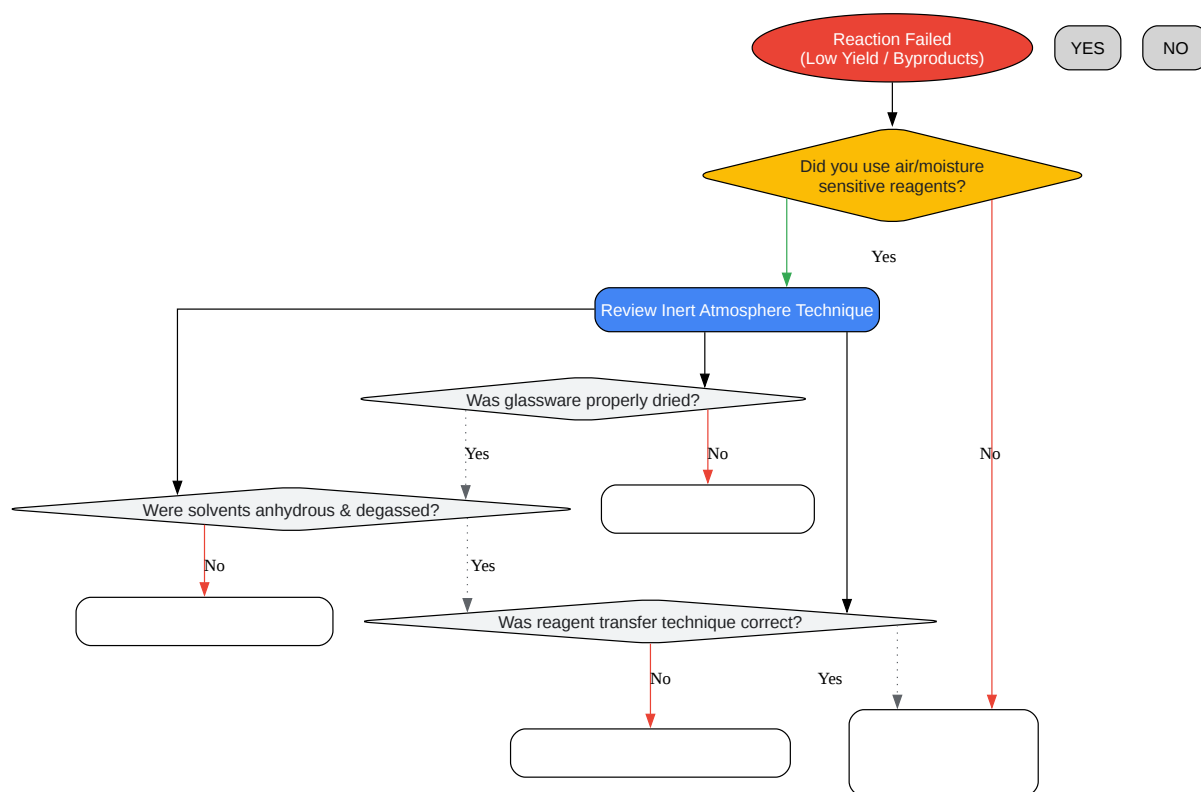 Reaction Failed
(Low Yield / Byproducts)
YES
NO
Did you use air/moisture
sensitive reagents?
Yes
Review Inert Atmosphere Technique
Was glassware properly dried?
Yes
No
No
Were solvents anhydrous & degassed?
No
Yes
Was reagent transfer technique correct?
No
Yes